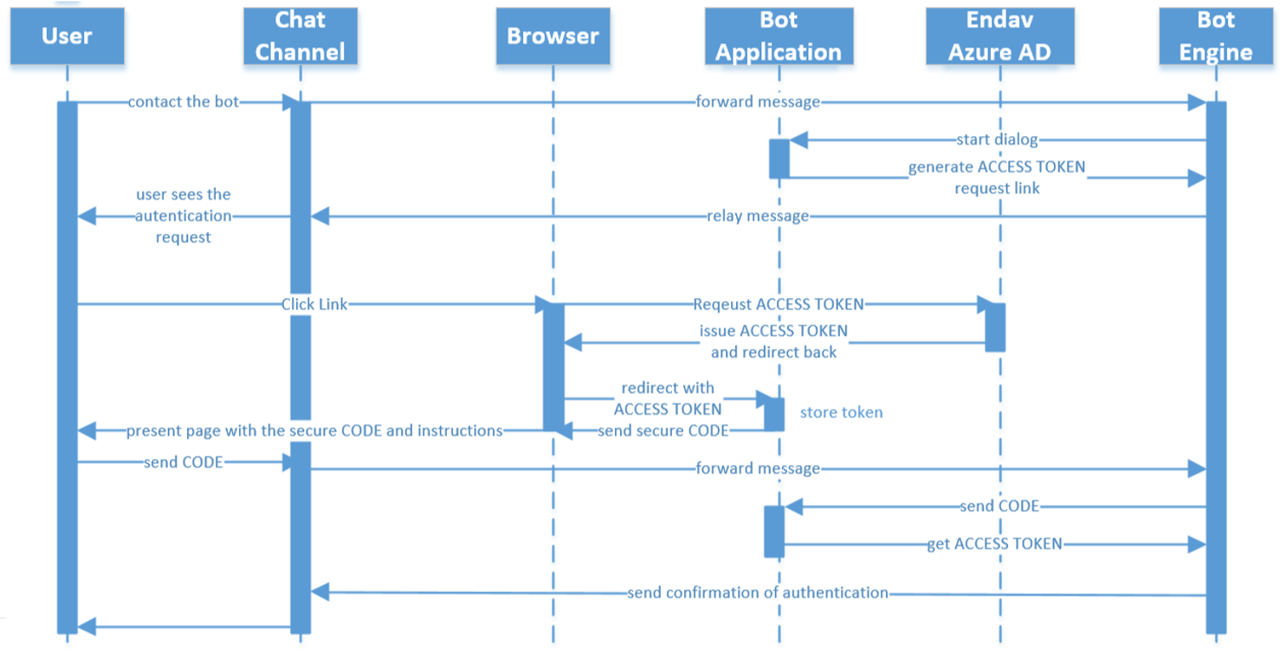 User
Chat
Channel
Browser
Bot
Application
Endav
Azure AD
Bot
Engine
contact the bot
forward message
start dialog
generate ACCESS TOKEN
request link
user sees the
autentication
request
relay message
Click Link
Reqeust ACCESS TOKEN
issue ACCESS TOKEN
and redirect back
redirect with
ACCESS TOKEN
store token
present page with the secure CODE and instructions
send secure CODE
send CODE
forward message
send CODE
get ACCESS TOKEN
send confirmation of authentication